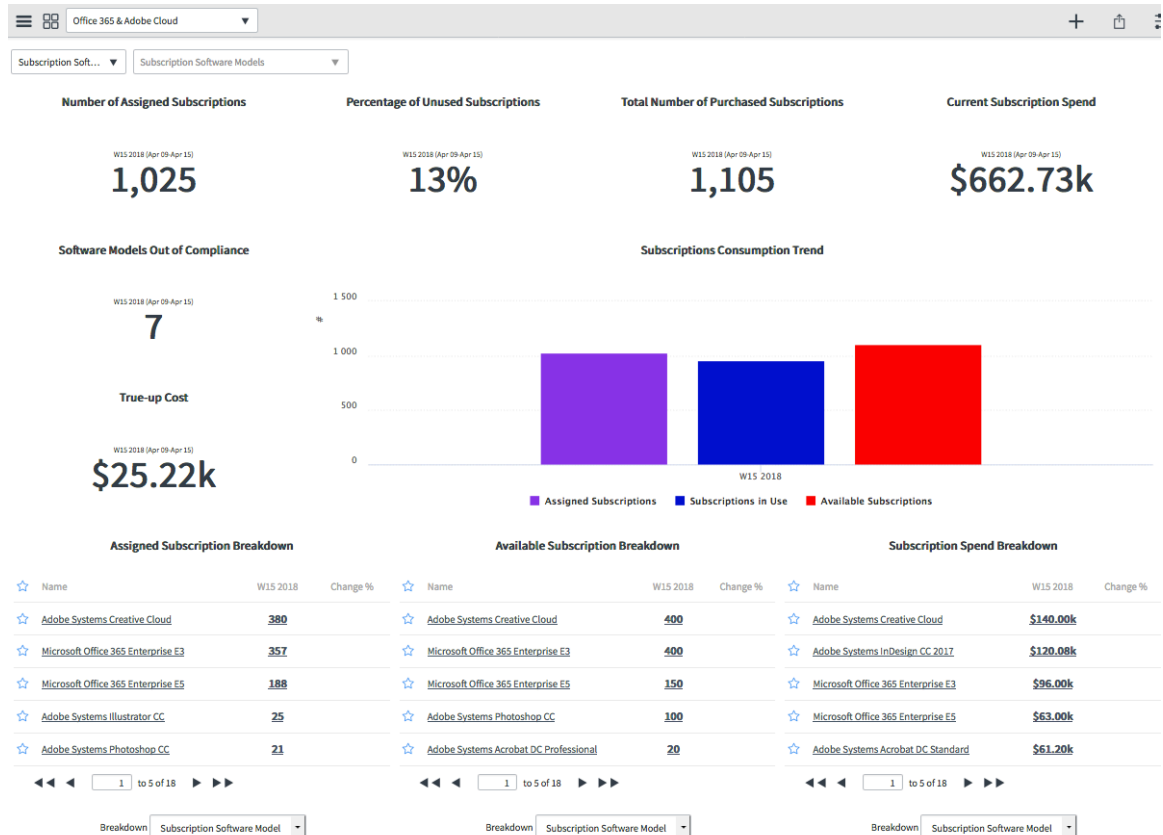 Office 365 & Adobe Cloud
Subscription Soft... Subscription Software Models
Number of Assigned Subscriptions
W15 2018 (Apr 09-Apr 15)
1,025
Percentage of Unused Subscriptions
W15 2018 (Apr 09-Apr 15)
13%
Total Number of Purchased Subscriptions
W15 2018 (Apr 09-Apr 15)
1,105
Current Subscription Spend
W15 2018 (Apr 09-Apr 15)
$662.73k
Software Models Out of Compliance
W15 2018 (Apr 09-Apr 15)
7
True-up Cost
W15 2018 (Apr 09-Apr 15)
$25.22k
Subscriptions Consumption Trend
%
1 500
1 000
500
0
W15 2018
Assigned Subscriptions Subscriptions in Use Available Subscriptions
Assigned Subscription Breakdown
Name W15 2018 Change %
Adobe Systems Creative Cloud 380
Microsoft Office 365 Enterprise E3 357
Microsoft Office 365 Enterprise E5 188
Adobe Systems Illustrator CC 25
Adobe Systems Photoshop CC 21
1 to 5 of 18
Breakdown Subscription Software Model
Available Subscription Breakdown
Name W15 2018 Change %
Adobe Systems Creative Cloud 400
Microsoft Office 365 Enterprise E3 400
Microsoft Office 365 Enterprise E5 150
Adobe Systems Photoshop CC 100
Adobe Systems Acrobat DC Professional 20
1 to 5 of 18
Breakdown Subscription Software Model
Subscription Spend Breakdown
Name W15 2018 Change %
Adobe Systems Creative Cloud $140.00k
Adobe Systems InDesign CC 2017 $120.08k
Microsoft Office 365 Enterprise E3 $96.00k
Microsoft Office 365 Enterprise E5 $63.00k
Adobe Systems Acrobat DC Standard $61.20k
1 to 5 of 18
Breakdown Subscription Software Model